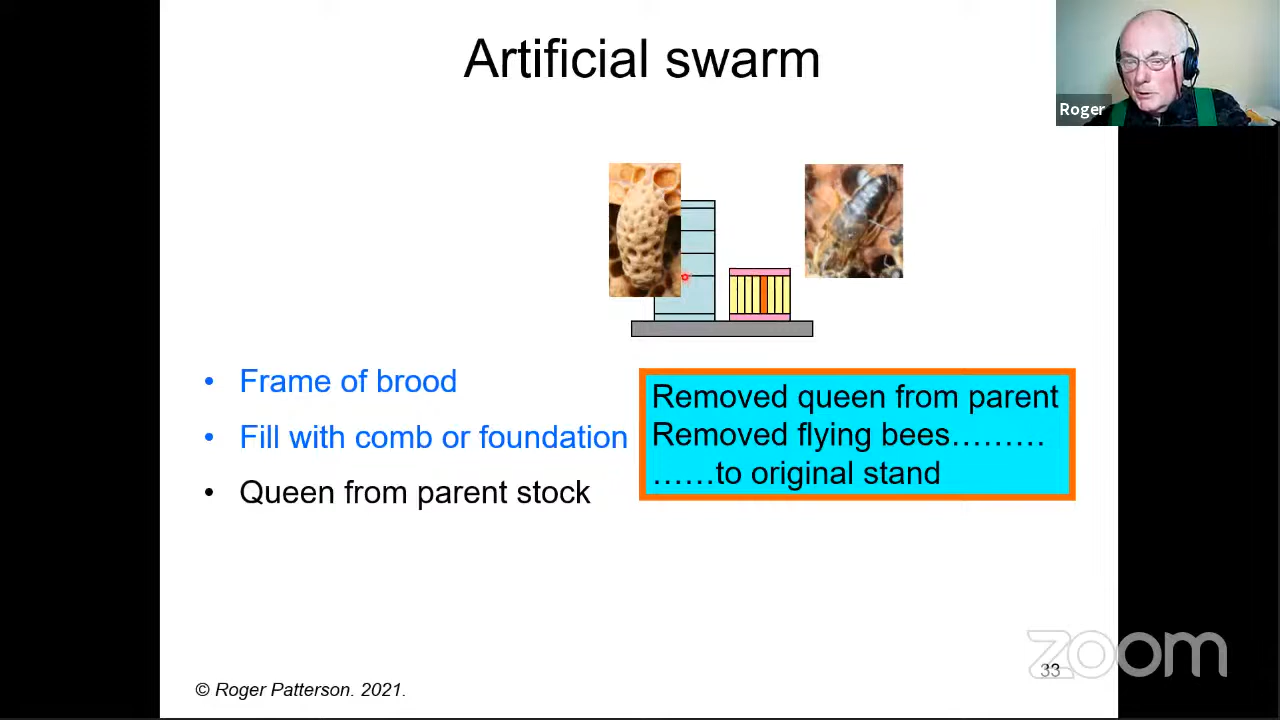 Artificial swarm
Roger
• Frame of brood
• Fill with comb or foundation
• Queen from parent stock
Removed queen from parent
Removed flying bees………
……to original stand
© Roger Patterson. 2021.
33
zoom